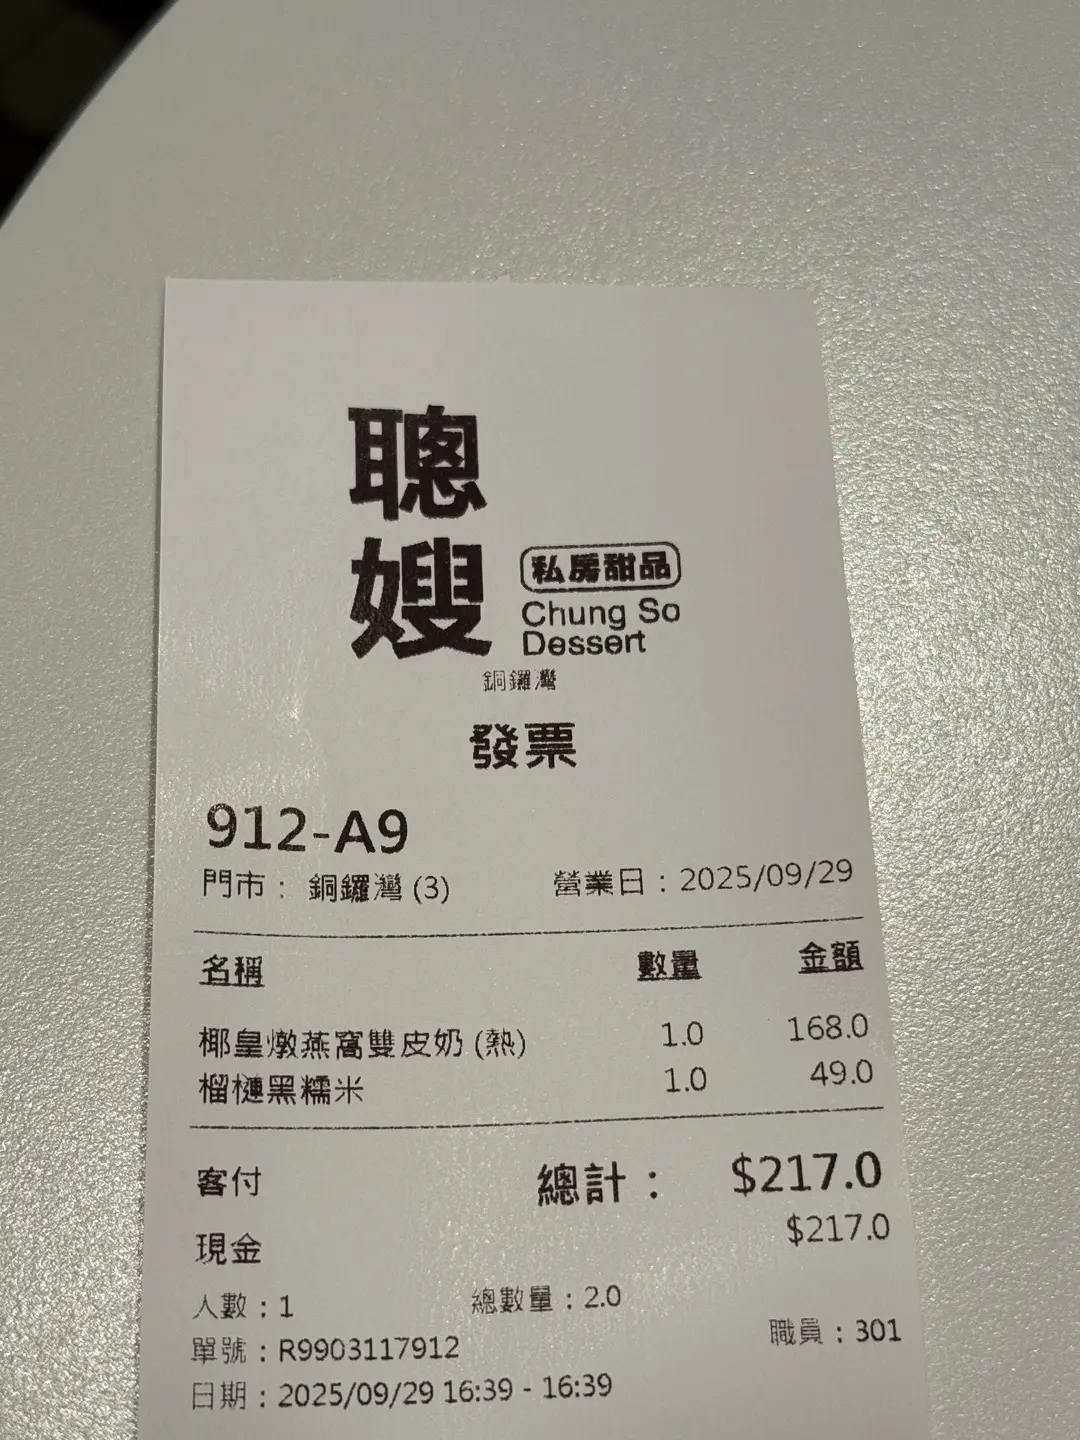 聰
嫂
私房甜品
Chung So
Dessert
銅鑼灣
發票
912-A9
門市： 銅鑼灣 (3) 營業日：2025/09/29
名稱 數量 金額
椰皇燉燕窩雙皮奶 (熱) 1.0 168.0
榴槤黑糯米 1.0 49.0
客付 總計： $217.0
現金 $217.0
人數：1 總數量：2.0
單號：R9903117912 職員：301
日期：2025/09/29 16:39 - 16:39